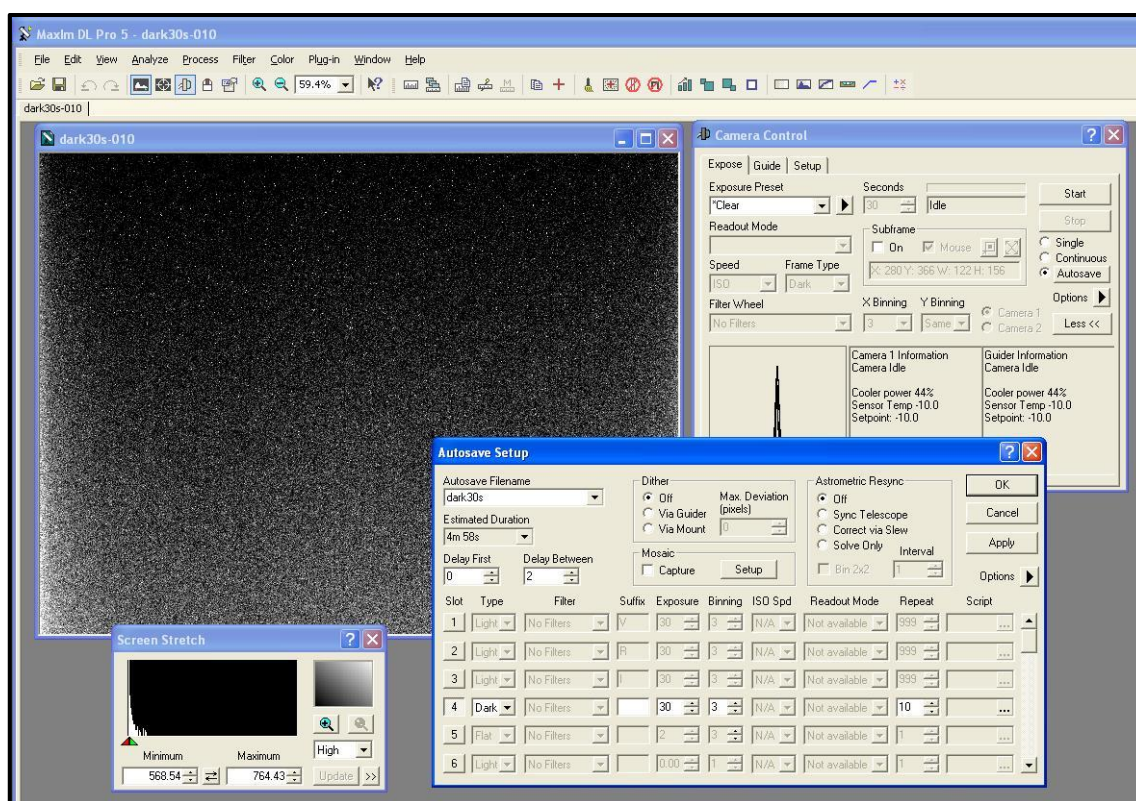 MaxIm DL Pro 5 - dark30s-010
File Edit View Analyze Process Filter Color Plug-in Window Help
59.4%
dark30s-010
dark30s-010
Camera Control
Expose Guide Setup
Exposure Preset Seconds
*Clear 30 Idle Start
Readout Mode Subframe Stop
On Mouse Single
Continuous
Speed Frame Type X: 280 Y: 366 W: 122 H: 156 Autosave
ISO Dark
Filter Wheel X Binning Y Binning Camera 1 Options
No Filters 3 Same Camera 2 Less <<
Camera 1 Information Guider Information
Camera Idle Camera Idle
Cooler power 44% Cooler power 44%
Sensor Temp -10.0 Sensor Temp -10.0
Setpoint: -10.0 Setpoint: -10.0
Autosave Setup
Autosave Filename Dither Astrometric Resync
dark30s Off Max. Deviation (pixels) Off OK
Estimated Duration Via Guider Sync Telescope Cancel
4m 58s Via Mount 0 Correct via Slew
Delay First Delay Between Mosaic Solve Only Interval Apply
0 2 Capture Setup Bin 2x2 1 Options
Slot Type Filter Suffix Exposure Binning ISO Spd Readout Mode Repeat Script
1 Light No Filters V 30 3 N/A Not available 999 ...
2 Light No Filters R 30 3 N/A Not available 999 ...
3 Light No Filters I 30 3 N/A Not available 999 ...
4 Dark No Filters 30 3 N/A Not available 10 ...
5 Flat No Filters 2 3 N/A Not available 1 ...
6 Light No Filters 0.00 1 N/A Not available 1 ...
Screen Stretch
Minimum Maximum High
568.54 764.43 Update >>